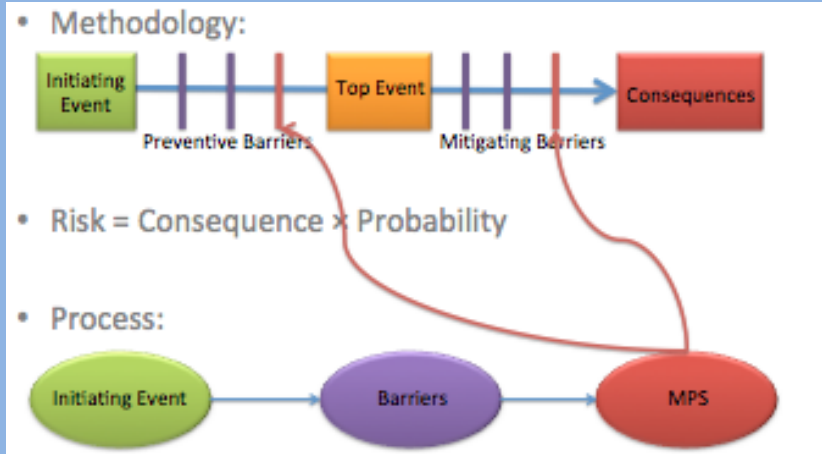 • Methodology:
Initiating
Event
Top Event
Consequences
Preventive Barriers
Mitigating Barriers
• Risk = Consequence × Probability
• Process:
Initiating Event
Barriers
MPS